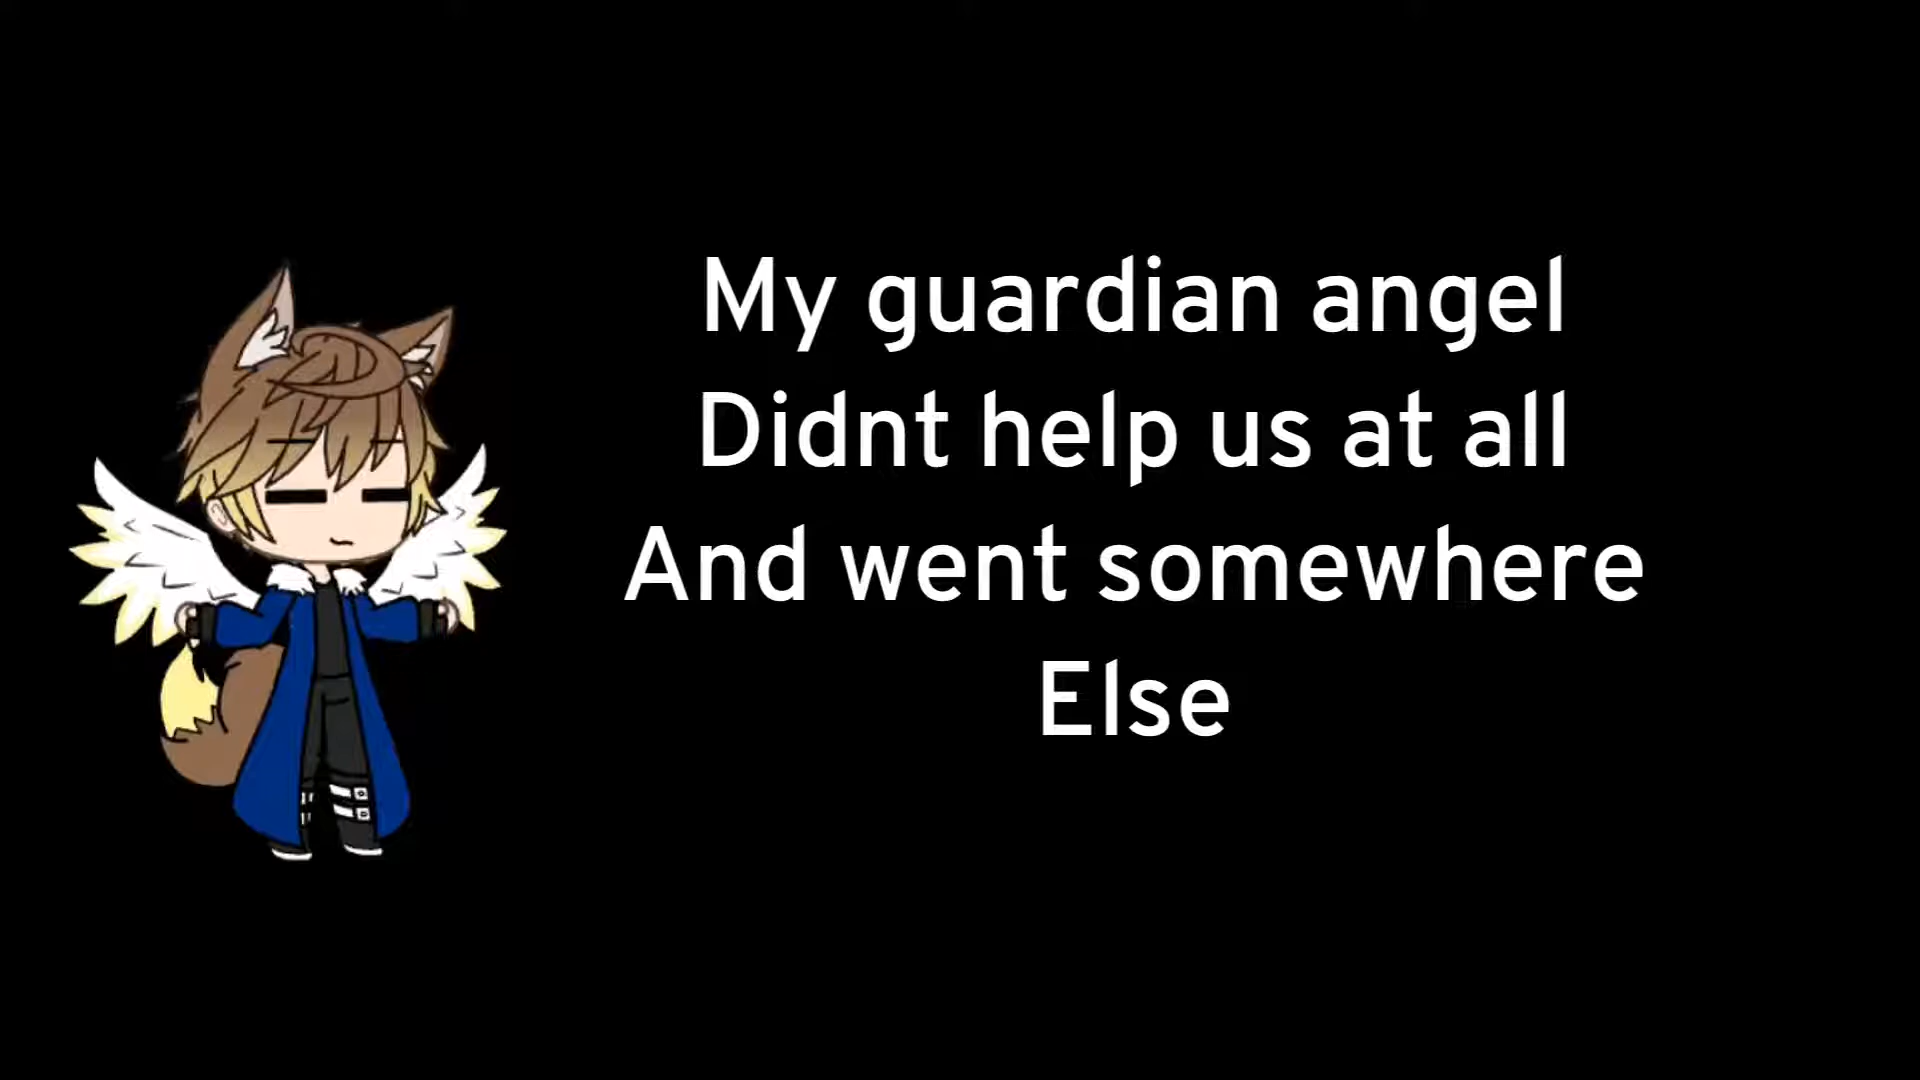 My guardian angel
Didnt help us at all
And went somewhere
Else